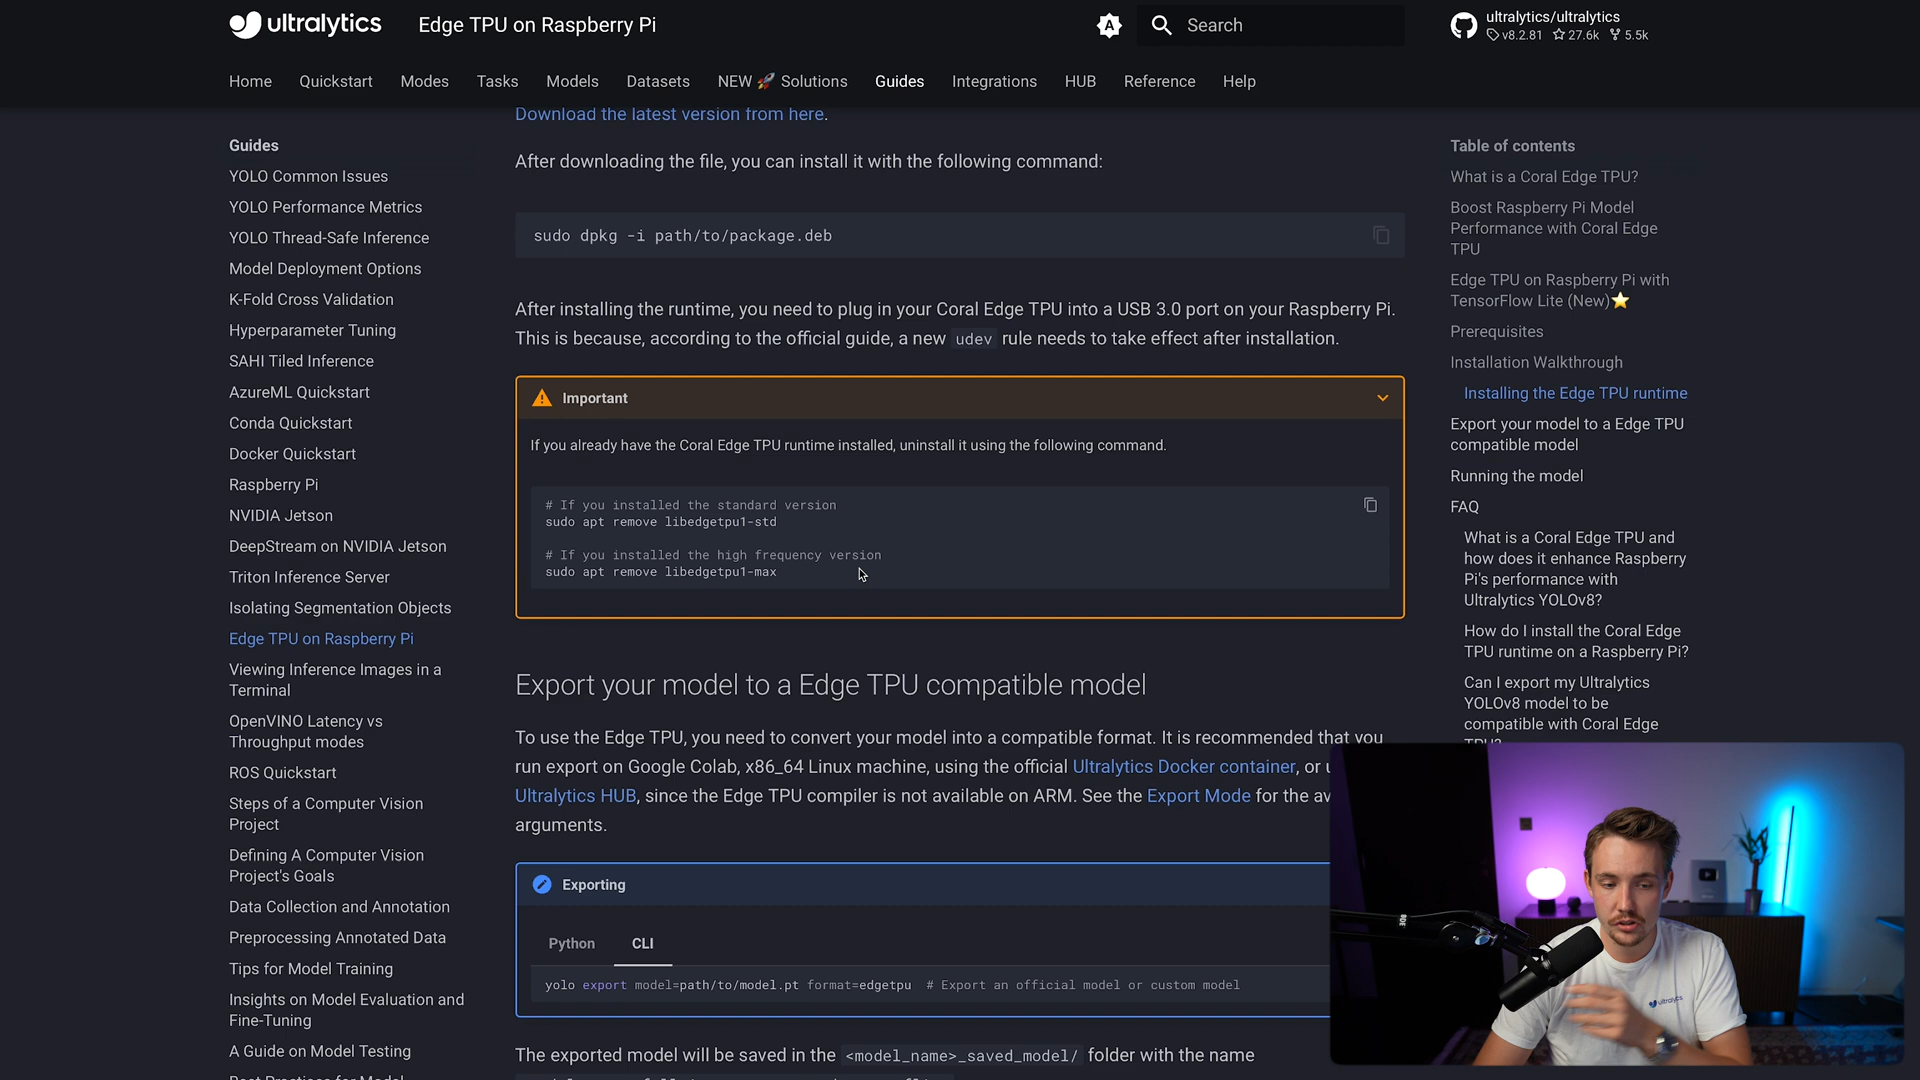 ultralytics
Edge TPU on Raspberry Pi
Search
ultralytics/ultralytics
v8.2.81 27.6k 5.5k
Home Quickstart Modes Tasks Models Datasets NEW 🚀 Solutions Guides Integrations HUB Reference Help
Guides
YOLO Common Issues
YOLO Performance Metrics
YOLO Thread-Safe Inference
Model Deployment Options
K-Fold Cross Validation
Hyperparameter Tuning
SAHI Tiled Inference
AzureML Quickstart
Conda Quickstart
Docker Quickstart
Raspberry Pi
NVIDIA Jetson
DeepStream on NVIDIA Jetson
Triton Inference Server
Isolating Segmentation Objects
Edge TPU on Raspberry Pi
Viewing Inference Images in a
Terminal
OpenVINO Latency vs
Throughput modes
ROS Quickstart
Steps of a Computer Vision
Project
Defining A Computer Vision
Project's Goals
Data Collection and Annotation
Preprocessing Annotated Data
Tips for Model Training
Insights on Model Evaluation and
Fine-Tuning
A Guide on Model Testing
Download the latest version from here.
After downloading the file, you can install it with the following command:
sudo dpkg -i path/to/package.deb
After installing the runtime, you need to plug in your Coral Edge TPU into a USB 3.0 port on your Raspberry Pi.
This is because, according to the official guide, a new udev rule needs to take effect after installation.
Important
If you already have the Coral Edge TPU runtime installed, uninstall it using the following command.
# If you installed the standard version
sudo apt remove libedgetpu1-std
# If you installed the high frequency version
sudo apt remove libedgetpu1-max
Export your model to a Edge TPU compatible model
To use the Edge TPU, you need to convert your model into a compatible format. It is recommended that you
run export on Google Colab, x86_64 Linux machine, using the official Ultralytics Docker container, or
Ultralytics HUB, since the Edge TPU compiler is not available on ARM. See the Export Mode for the
arguments.
Exporting
Python CLI
yolo export model=path/to/model.pt format=edgetpu # Export an official model or custom model
The exported model will be saved in the <model_name>_saved_model/ folder with the name
Table of contents
What is a Coral Edge TPU?
Boost Raspberry Pi Model
Performance with Coral Edge
TPU
Edge TPU on Raspberry Pi with
TensorFlow Lite (New)⭐
Prerequisites
Installation Walkthrough
Installing the Edge TPU runtime
Export your model to a Edge TPU
compatible model
Running the model
FAQ
What is a Coral Edge TPU and
how does it enhance Raspberry
Pi's performance with
Ultralytics YOLOv8?
How do I install the Coral Edge
TPU runtime on a Raspberry Pi?
Can I export my Ultralytics
YOLOv8 model to be
compatible with Coral Edge
RØDE
ultralytics